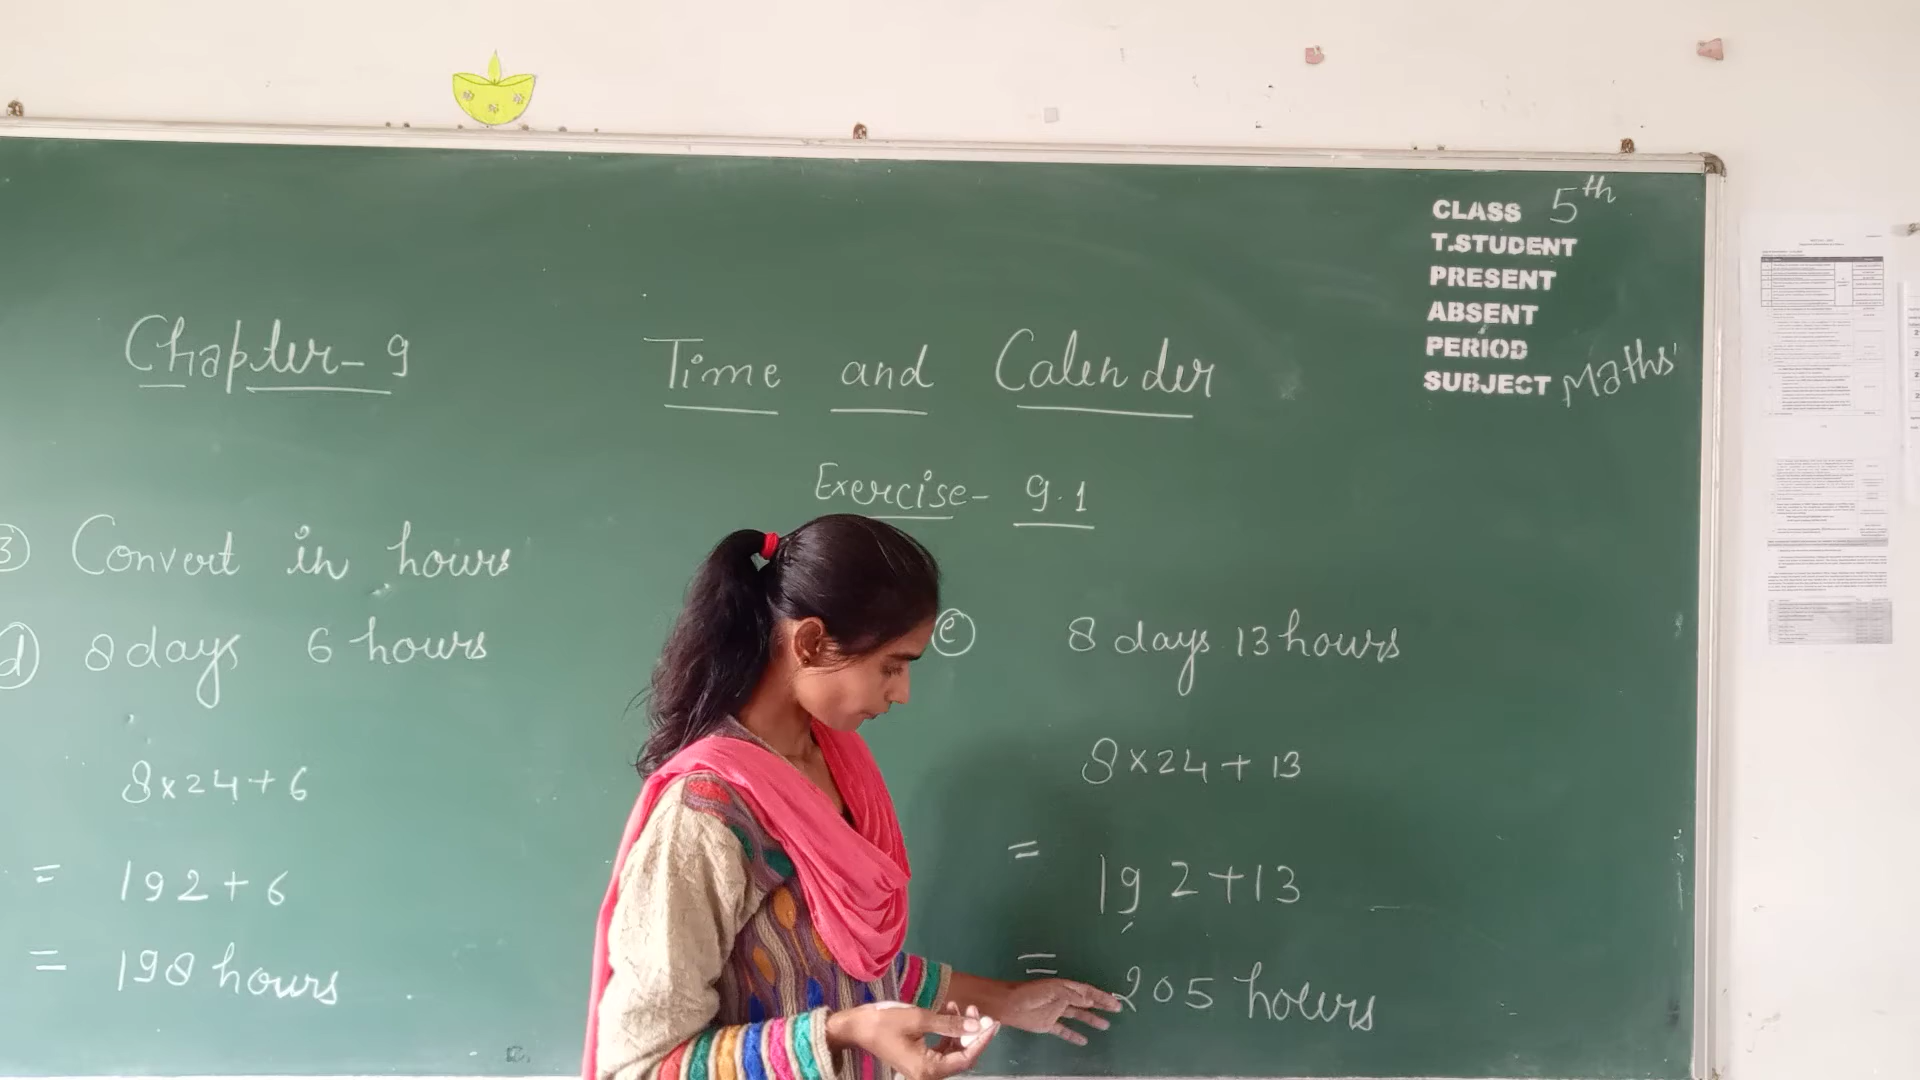 CLASS 5th
T.STUDENT
PRESENT
ABSENT
PERIOD
SUBJECT Maths
Chapter-9 Time and Calender
Exercise- 9.1
3 Convert in hours
d 8 days 6 hours
8x24+6
= 192+6
= 198 hours
e 8 days 13 hours
8x24+13
= 192+13
= 205 hours